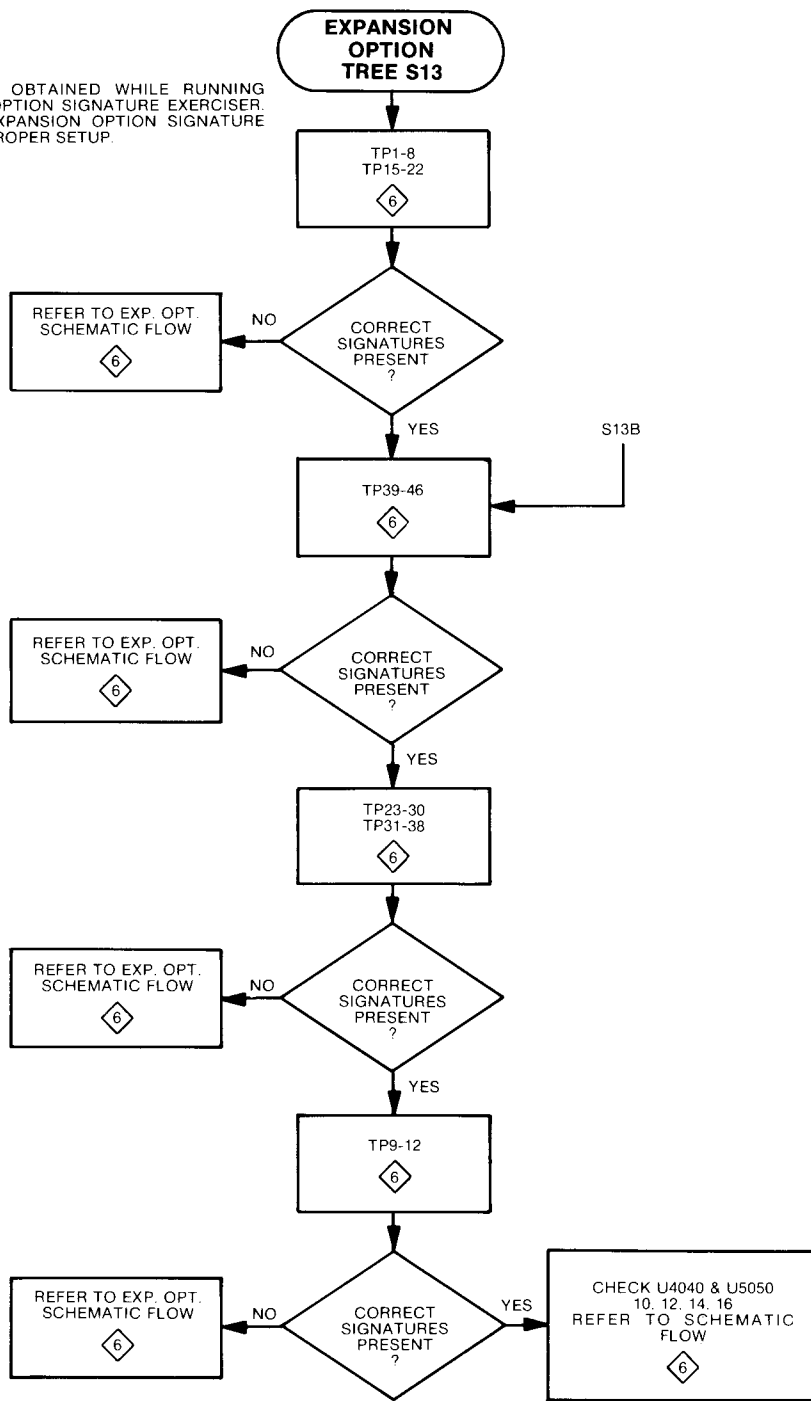 EXPANSION
OPTION
TREE S13
OBTAINED WHILE RUNNING
OPTION SIGNATURE EXERCISER.
EXPANSION OPTION SIGNATURE
PROPER SETUP.
TP1-8
TP15-22
6
REFER TO EXP. OPT.
SCHEMATIC FLOW
6
NO
CORRECT
SIGNATURES
PRESENT
?
YES
S13B
TP39-46
6
REFER TO EXP. OPT.
SCHEMATIC FLOW
6
NO
CORRECT
SIGNATURES
PRESENT
?
YES
TP23-30
TP31-38
6
REFER TO EXP. OPT.
SCHEMATIC FLOW
6
NO
CORRECT
SIGNATURES
PRESENT
?
YES
TP9-12
6
REFER TO EXP. OPT.
SCHEMATIC FLOW
6
NO
CORRECT
SIGNATURES
PRESENT
?
YES
CHECK U4040 & U5050
10, 12, 14, 16
REFER TO SCHEMATIC
FLOW
6